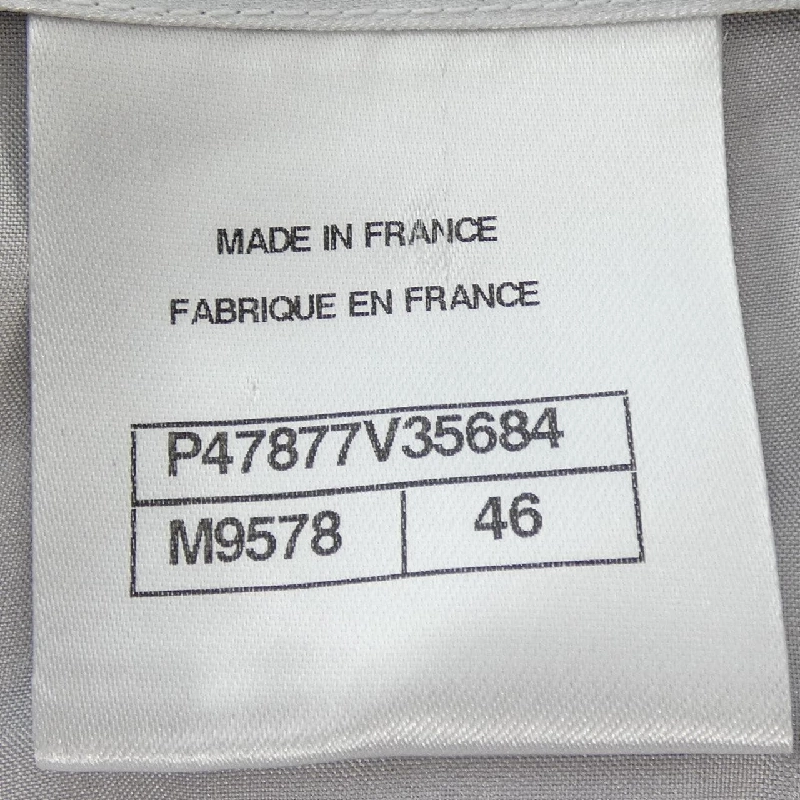 MADE IN FRANCE
FABRIQUE EN FRANCE
P47877V35684
M9578 46